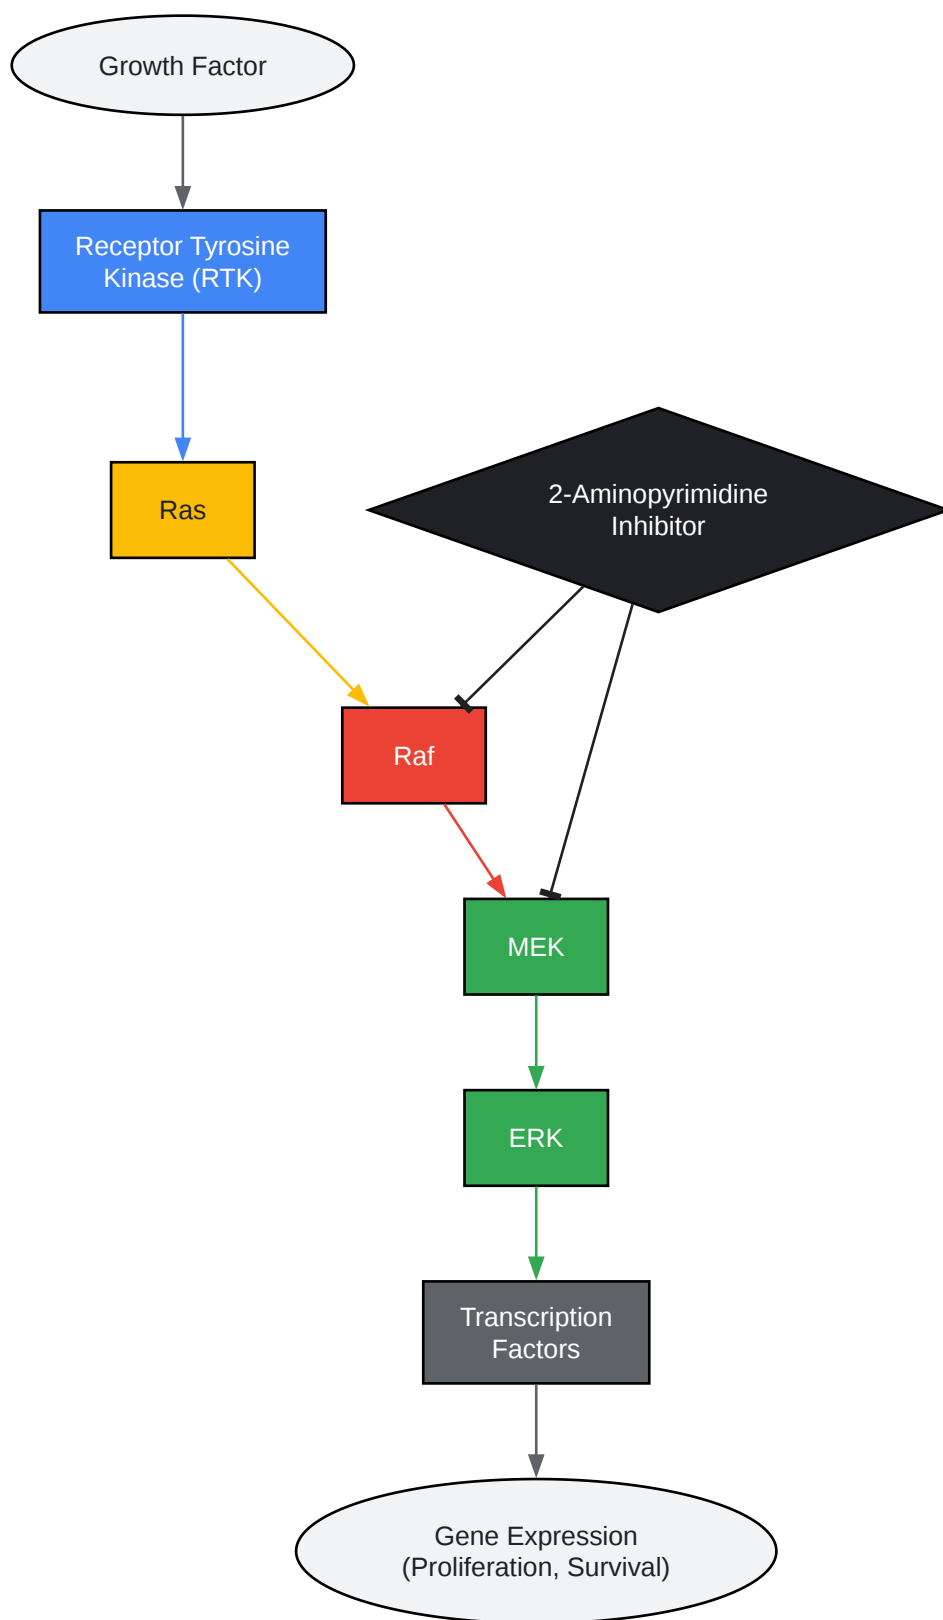 Growth Factor
Receptor Tyrosine
Kinase (RTK)
Ras
2-Aminopyrimidine
Inhibitor
Raf
MEK
ERK
Transcription
Factors
Gene Expression
(Proliferation, Survival)